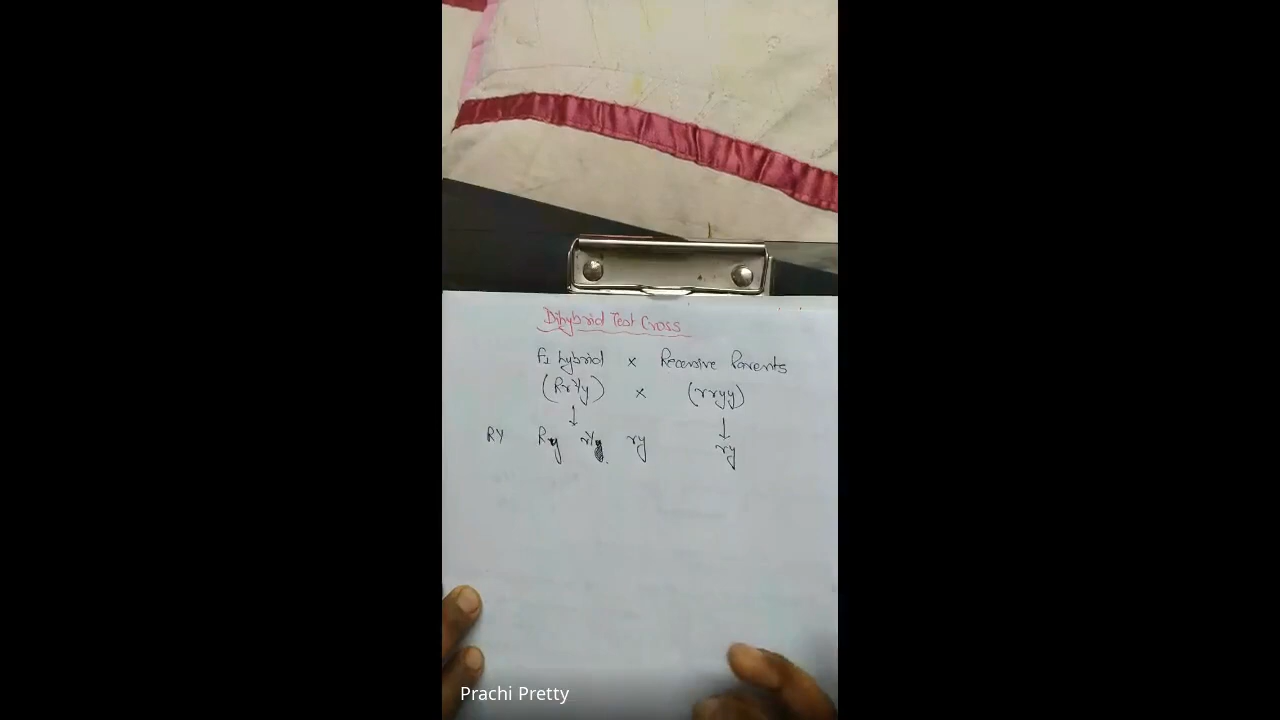 Dihybrid Test Cross
F1 hybrid × Recessive Parents
(RrYy) × (rryy)
↓ ↓
RY Ry rY ry ry
Prachi Pretty